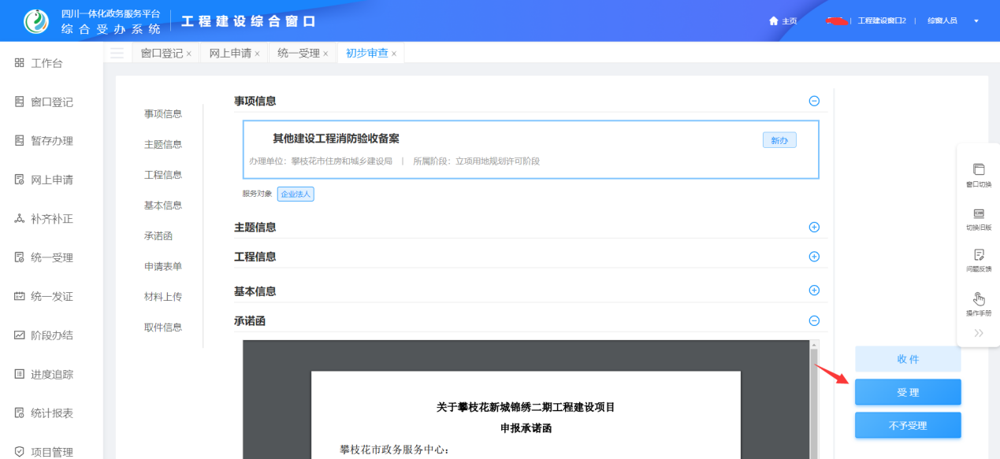 四川一体化政务服务平台
综合受办系统
工程建设综合窗口
主页
工程建设窗口2
综窗人员
工作台
窗口登记
暂存办理
网上申请
补齐补正
统一受理
统一发证
阶段办结
进度追踪
统计报表
项目管理
窗口登记 ×
网上申请 ×
统一受理 ×
初步审查 ×
事项信息
主题信息
工程信息
基本信息
承诺函
申请表单
材料上传
取件信息
事项信息
其他建设工程消防验收备案
新办
办理单位：攀枝花市住房和城乡建设局 | 所属阶段：立项用地规划许可阶段
服务对象 企业法人
主题信息
工程信息
基本信息
承诺函
关于攀枝花新城锦绣二期工程建设项目
申报承诺函
攀枝花市政务服务中心：
收件
受理
不予受理
窗口切换
切换旧版
问题反馈
操作手册